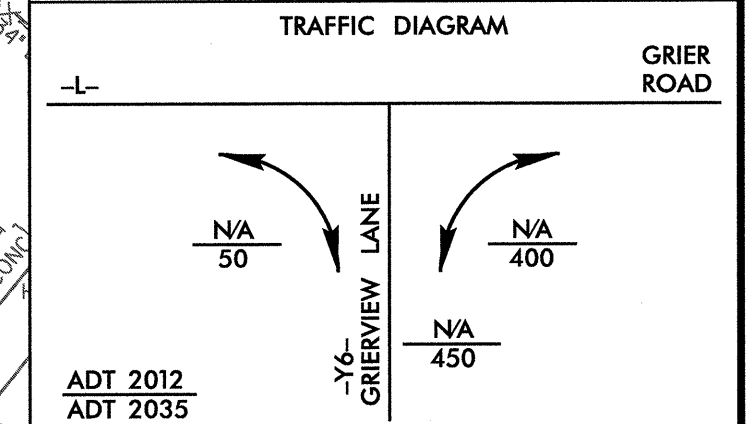 TRAFFIC DIAGRAM
GRIER
ROAD
–L–
N/A
50
N/A
400
–Y6–
GRIERVIEW LANE
N/A
450
ADT 2012
ADT 2035